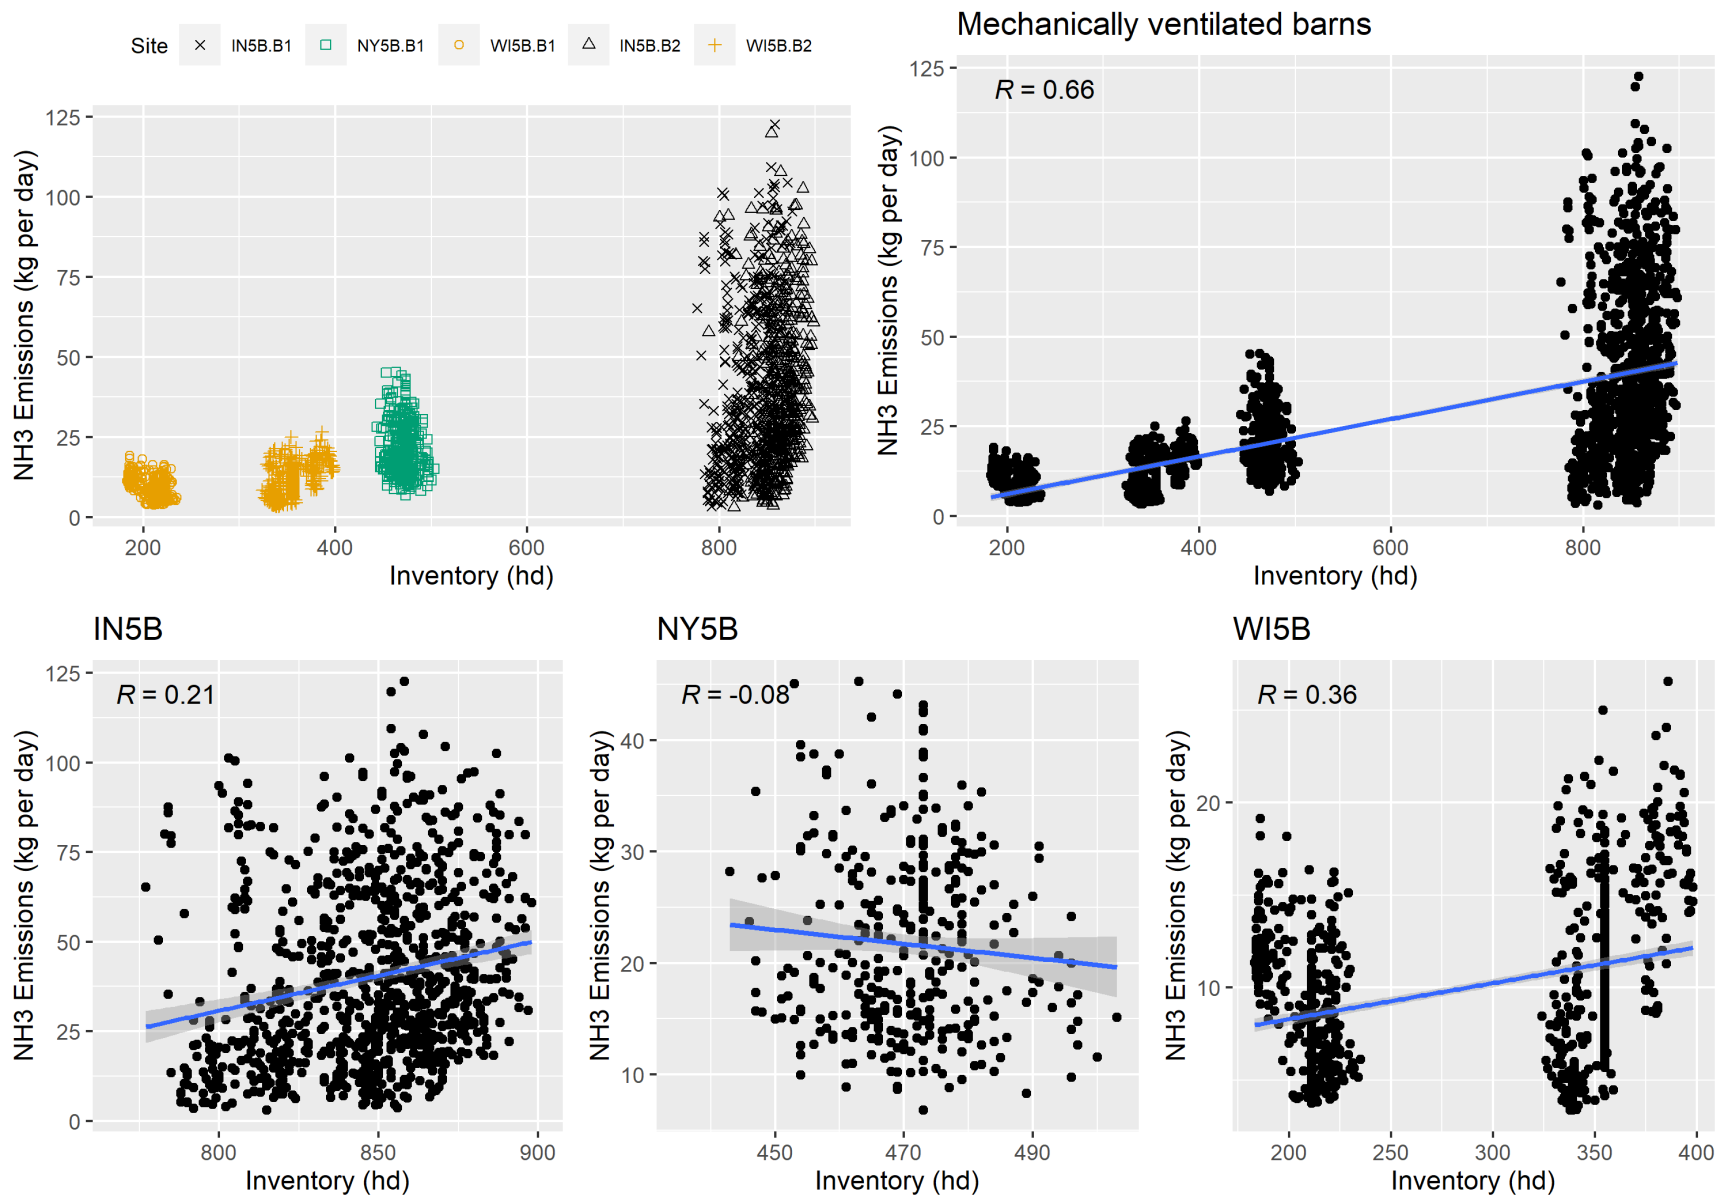 Mechanically ventilated barns
Site IN5B.B1 NY5B.B1 WI5B.B1 IN5B.B2 WI5B.B2
NH3 Emissions (kg per day)
125
100
75
50
25
0
200 400 600 800
Inventory (hd)
NH3 Emissions (kg per day)
R = 0.66
125
100
75
50
25
0
200 400 600 800
Inventory (hd)
IN5B
NH3 Emissions (kg per day)
R = 0.21
125
100
75
50
25
0
800 850 900
Inventory (hd)
NY5B
NH3 Emissions (kg per day)
R = -0.08
40
30
20
10
450 470 490
Inventory (hd)
WI5B
NH3 Emissions (kg per day)
R = 0.36
20
10
200 250 300 350 400
Inventory (hd)